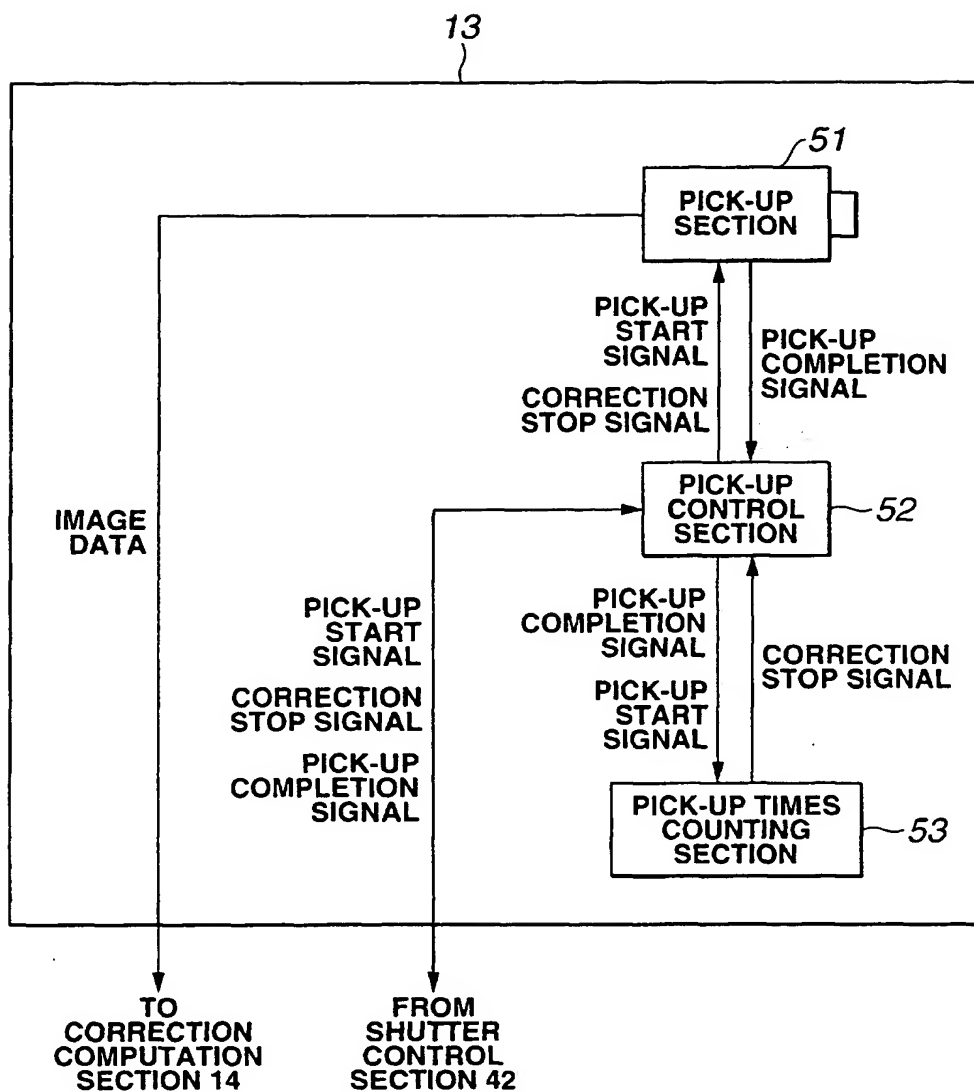 13
51
PICK-UP
SECTION
PICK-UP
START
SIGNAL
CORRECTION
STOP SIGNAL
PICK-UP
COMPLETION
SIGNAL
PICK-UP
CONTROL
SECTION
52
IMAGE
DATA
PICK-UP
START
SIGNAL
CORRECTION
STOP SIGNAL
PICK-UP
COMPLETION
SIGNAL
PICK-UP
COMPLETION
SIGNAL
PICK-UP
START
SIGNAL
CORRECTION
STOP SIGNAL
PICK-UP TIMES
COUNTING
SECTION
53
TO
CORRECTION
COMPUTATION
SECTION 14
FROM
SHUTTER
CONTROL
SECTION 42